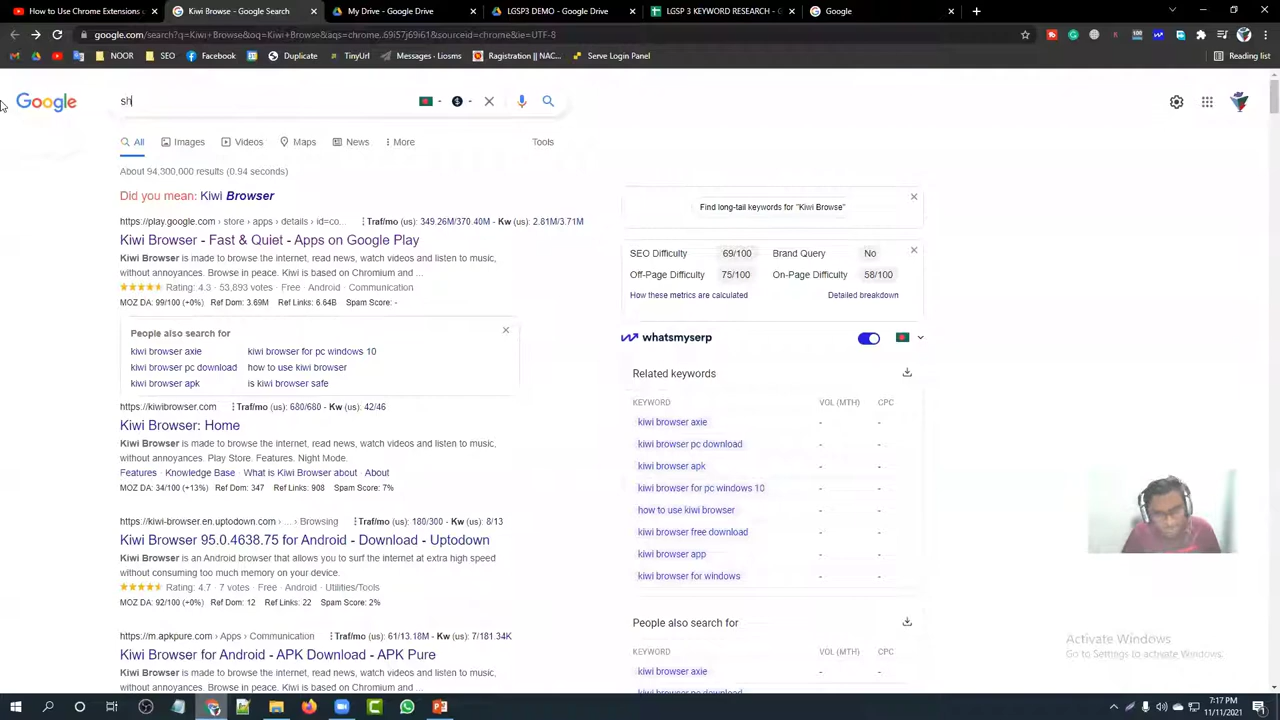 How to Use Chrome Extensions
Kiwi Browse - Google Search
My Drive - Google Drive
LGSP3 DEMO - Google Drive
LGSP 3 KEYWORD RESEARCH - G
Google
google.com/search?q=Kiwi+Browse&oq=Kiwi+Browse&aqs=chrome..69i57j69i61&sourceid=chrome&ie=UTF-8
NOOR
SEO
Facebook
Duplicate
TinyUrl
Ragistration || NAC...
Serve Login Panel
Reading list
Google
sh
All
Images
Videos
Maps
News
More
Tools
About 94,300,000 results (0.94 seconds)
Did you mean: Kiwi Browser
https://play.google.com › store › apps › details › id=co...
Traf/mo (us): 349.26M/370.40M - Kw (us): 2.81M/3.71M
Kiwi Browser - Fast & Quiet - Apps on Google Play
Kiwi Browser is made to browse the internet, read news, watch videos and listen to music,
without annoyances. Browse in peace. Kiwi is based on Chromium and ...
Rating: 4.3 · 53,893 votes · Free · Android · Communication
MOZ DA: 99/100 (+0%) Ref Dom: 3.69M Ref Links: 6.64B Spam Score: -
People also search for
kiwi browser axie
kiwi browser for pc windows 10
kiwi browser pc download
how to use kiwi browser
kiwi browser apk
is kiwi browser safe
https://kiwibrowser.com
Traf/mo (us): 680/680 - Kw (us): 42/46
Kiwi Browser: Home
Kiwi Browser is made to browse the internet, read news, watch videos and listen to music,
without annoyances. Play Store. Features. Night Mode.
Features · Knowledge Base · What is Kiwi Browser about · About
MOZ DA: 34/100 (+13%) Ref Dom: 347 Ref Links: 908 Spam Score: 7%
https://kiwi-browser.en.uptodown.com › ... › Browsing
Traf/mo (us): 180/300 - Kw (us): 8/13
Kiwi Browser 95.0.4638.75 for Android - Download - Uptodown
Kiwi Browser is an Android browser that allows you to surf the internet at extra high speed
without consuming too much memory on your device.
Rating: 4.7 · 7 votes · Free · Android · Utilities/Tools
MOZ DA: 92/100 (+0%) Ref Dom: 12 Ref Links: 22 Spam Score: 2%
https://m.apkpure.com › Apps › Communication
Traf/mo (us): 61/13.18M - Kw (us): 7/181.34K
Kiwi Browser for Android - APK Download - APK Pure
Kiwi Browser is made to browse the internet, read news, watch videos and listen to music,
without annoyances. Browse in peace. Kiwi is based on Chromium and
Find long-tail keywords for "Kiwi Browse"
SEO Difficulty 69/100 Brand Query No
Off-Page Difficulty 75/100 On-Page Difficulty 58/100
How these metrics are calculated
Detailed breakdown
whatsmyserp
Related keywords
KEYWORD VOL (MTH) CPC
kiwi browser axie - -
kiwi browser pc download - -
kiwi browser apk - -
kiwi browser for pc windows 10 - -
how to use kiwi browser - -
kiwi browser free download - -
kiwi browser app - -
kiwi browser for windows - -
People also search for
KEYWORD VOL (MTH) CPC
kiwi browser axie - -
kiwi browser pc download
Activate Windows
Go to Settings to activate Windows.
7:17 PM
11/11/2021